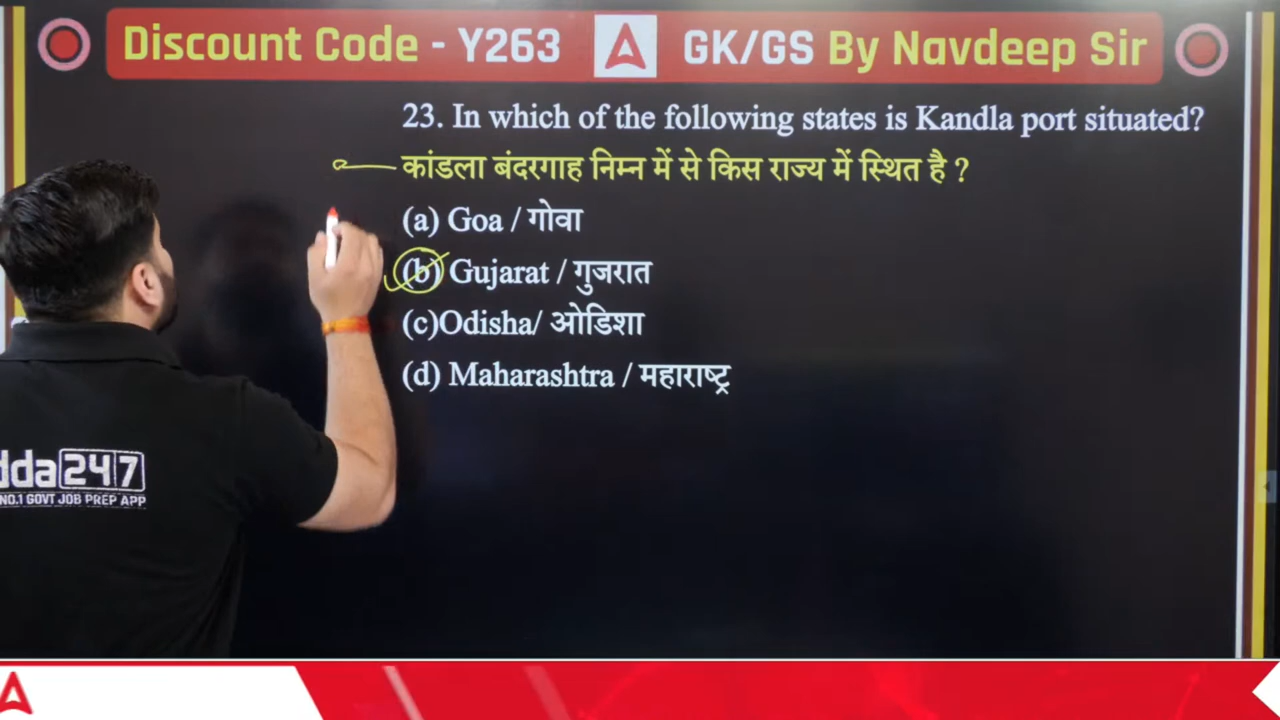 Discount Code - Y263 A GK/GS By Navdeep Sir
23. In which of the following states is Kandla port situated?
कांडला बंदरगाह निम्न में से किस राज्य में स्थित है ?
(a) Goa / गोवा
(b) Gujarat / गुजरात
(c)Odisha/ ओडिशा
(d) Maharashtra / महाराष्ट्र
dda247
NO.1 GOVT JOB PREP APP